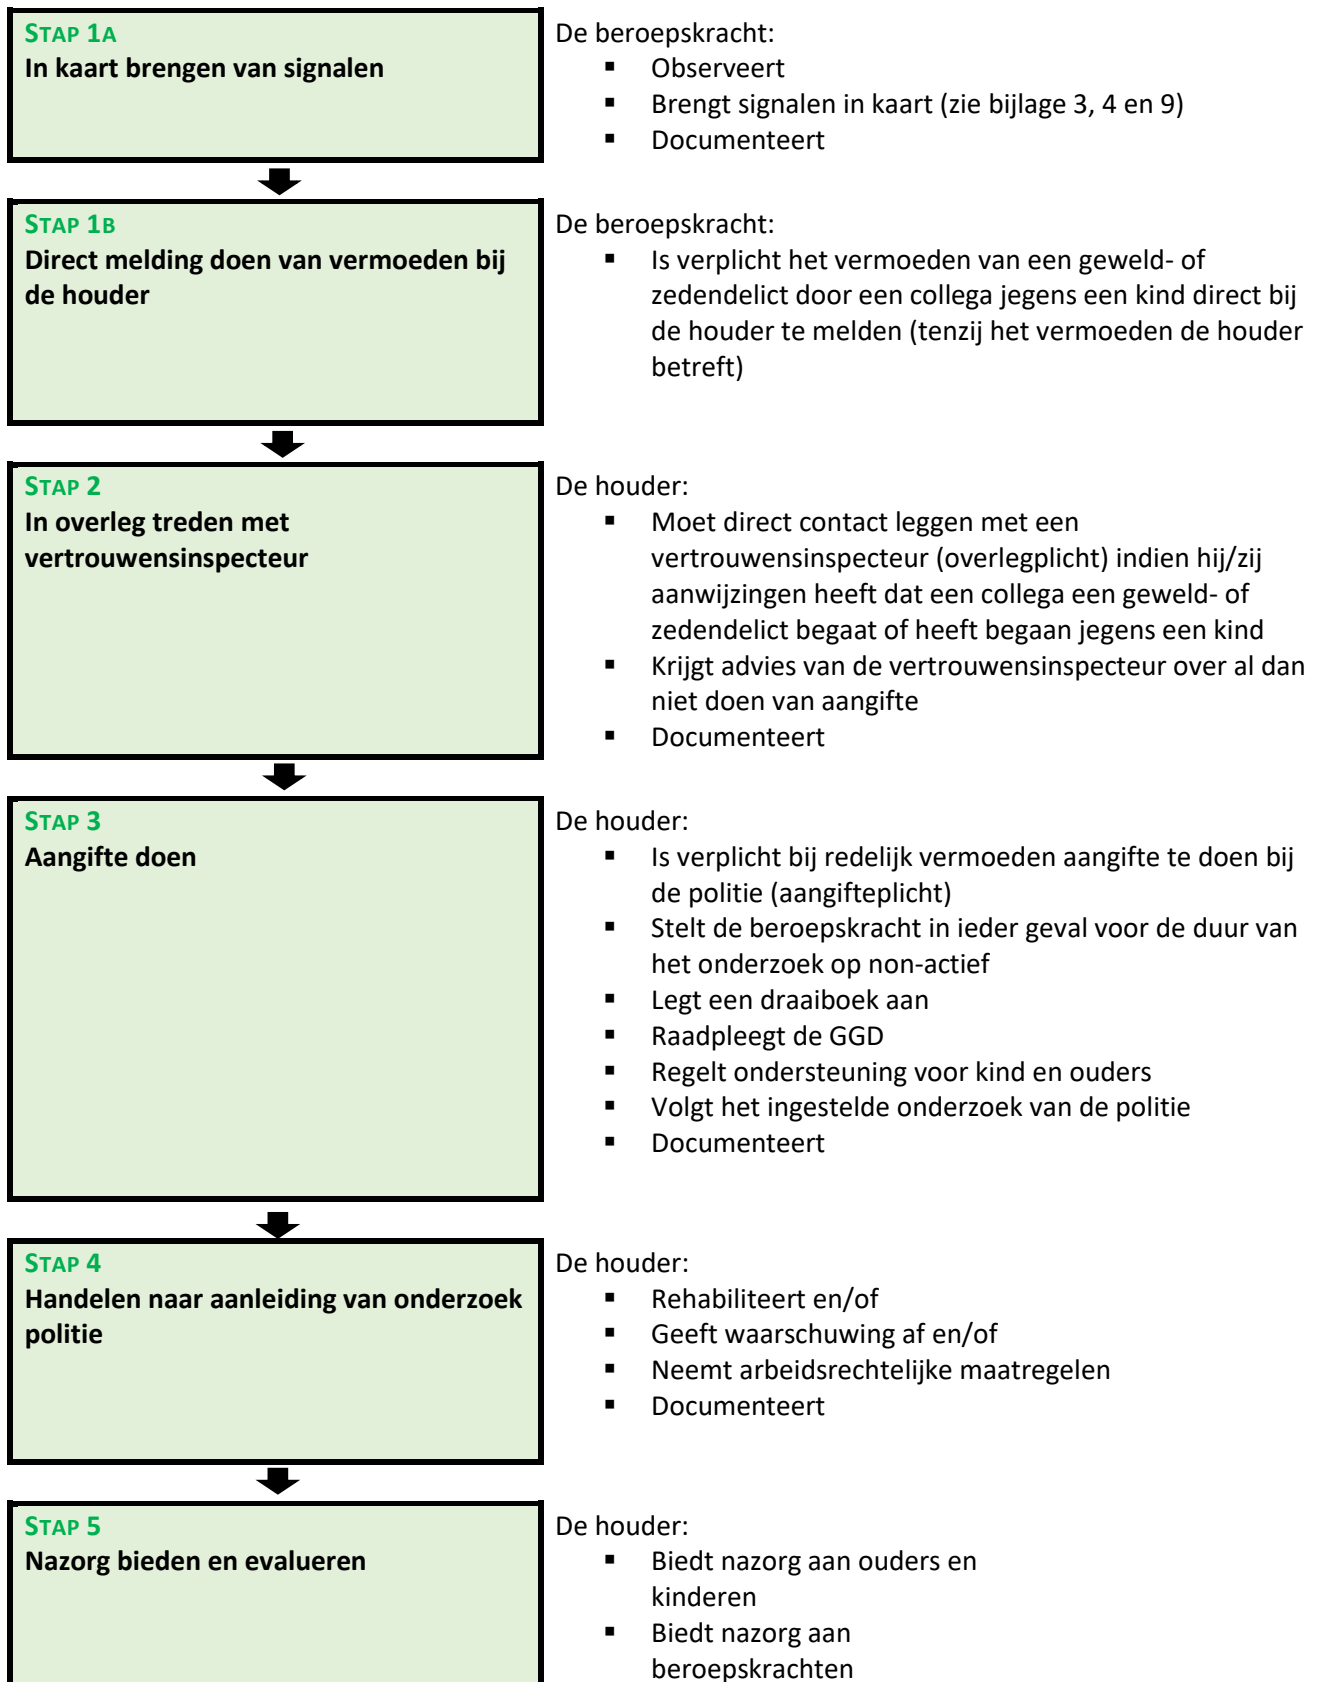 STAP 1A
In kaart brengen van signalen
De beroepskracht:
▪ Observeert
▪ Brengt signalen in kaart (zie bijlage 3, 4 en 9)
▪ Documenteert
STAP 1B
Direct melding doen van vermoeden bij
de houder
De beroepskracht:
▪ Is verplicht het vermoeden van een geweld- of
zedendelict door een collega jegens een kind direct bij
de houder te melden (tenzij het vermoeden de houder
betreft)
STAP 2
In overleg treden met
vertrouwensinspecteur
De houder:
▪ Moet direct contact leggen met een
vertrouwensinspecteur (overlegplicht) indien hij/zij
aanwijzingen heeft dat een collega een geweld- of
zedendelict begaat of heeft begaan jegens een kind
▪ Krijgt advies van de vertrouwensinspecteur over al dan
niet doen van aangifte
▪ Documenteert
STAP 3
Aangifte doen
De houder:
▪ Is verplicht bij redelijk vermoeden aangifte te doen bij
de politie (aangifteplicht)
▪ Stelt de beroepskracht in ieder geval voor de duur van
het onderzoek op non-actief
▪ Legt een draaiboek aan
▪ Raadpleegt de GGD
▪ Regelt ondersteuning voor kind en ouders
▪ Volgt het ingestelde onderzoek van de politie
▪ Documenteert
STAP 4
Handelen naar aanleiding van onderzoek
politie
De houder:
▪ Rehabiliteert en/of
▪ Geeft waarschuwing af en/of
▪ Neemt arbeidsrechtelijke maatregelen
▪ Documenteert
STAP 5
Nazorg bieden en evalueren
De houder:
▪ Biedt nazorg aan ouders en
kinderen
▪ Biedt nazorg aan
beroepskrachten